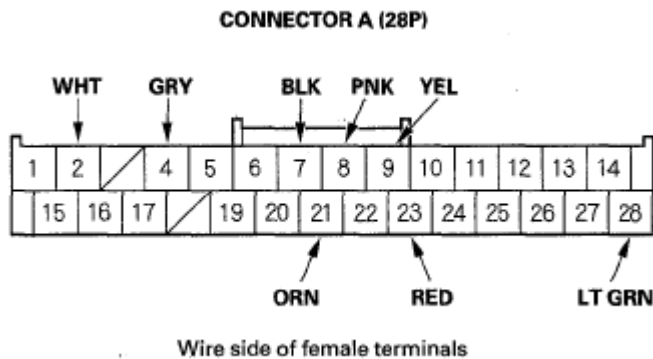 CONNECTOR A (28P)
WHT GRY BLK PNK YEL
1 2 4 5 6 7 8 9 10 11 12 13 14
15 16 17 19 20 21 22 23 24 25 26 27 28
ORN RED LT GRN
Wire side of female terminals